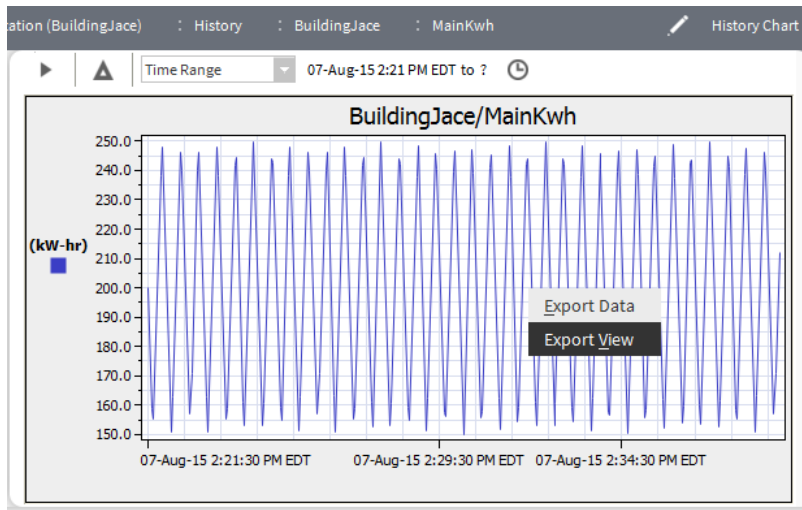 ation (BuildingJace) : History : BuildingJace : MainKwh History Chart
Time Range 07-Aug-15 2:21 PM EDT to ?
BuildingJace/MainKwh
250.0
240.0
230.0
220.0
(kW-hr)
210.0
200.0
190.0
180.0
170.0
160.0
150.0
Export Data
Export View
07-Aug-15 2:21:30 PM EDT 07-Aug-15 2:29:30 PM EDT 07-Aug-15 2:34:30 PM EDT